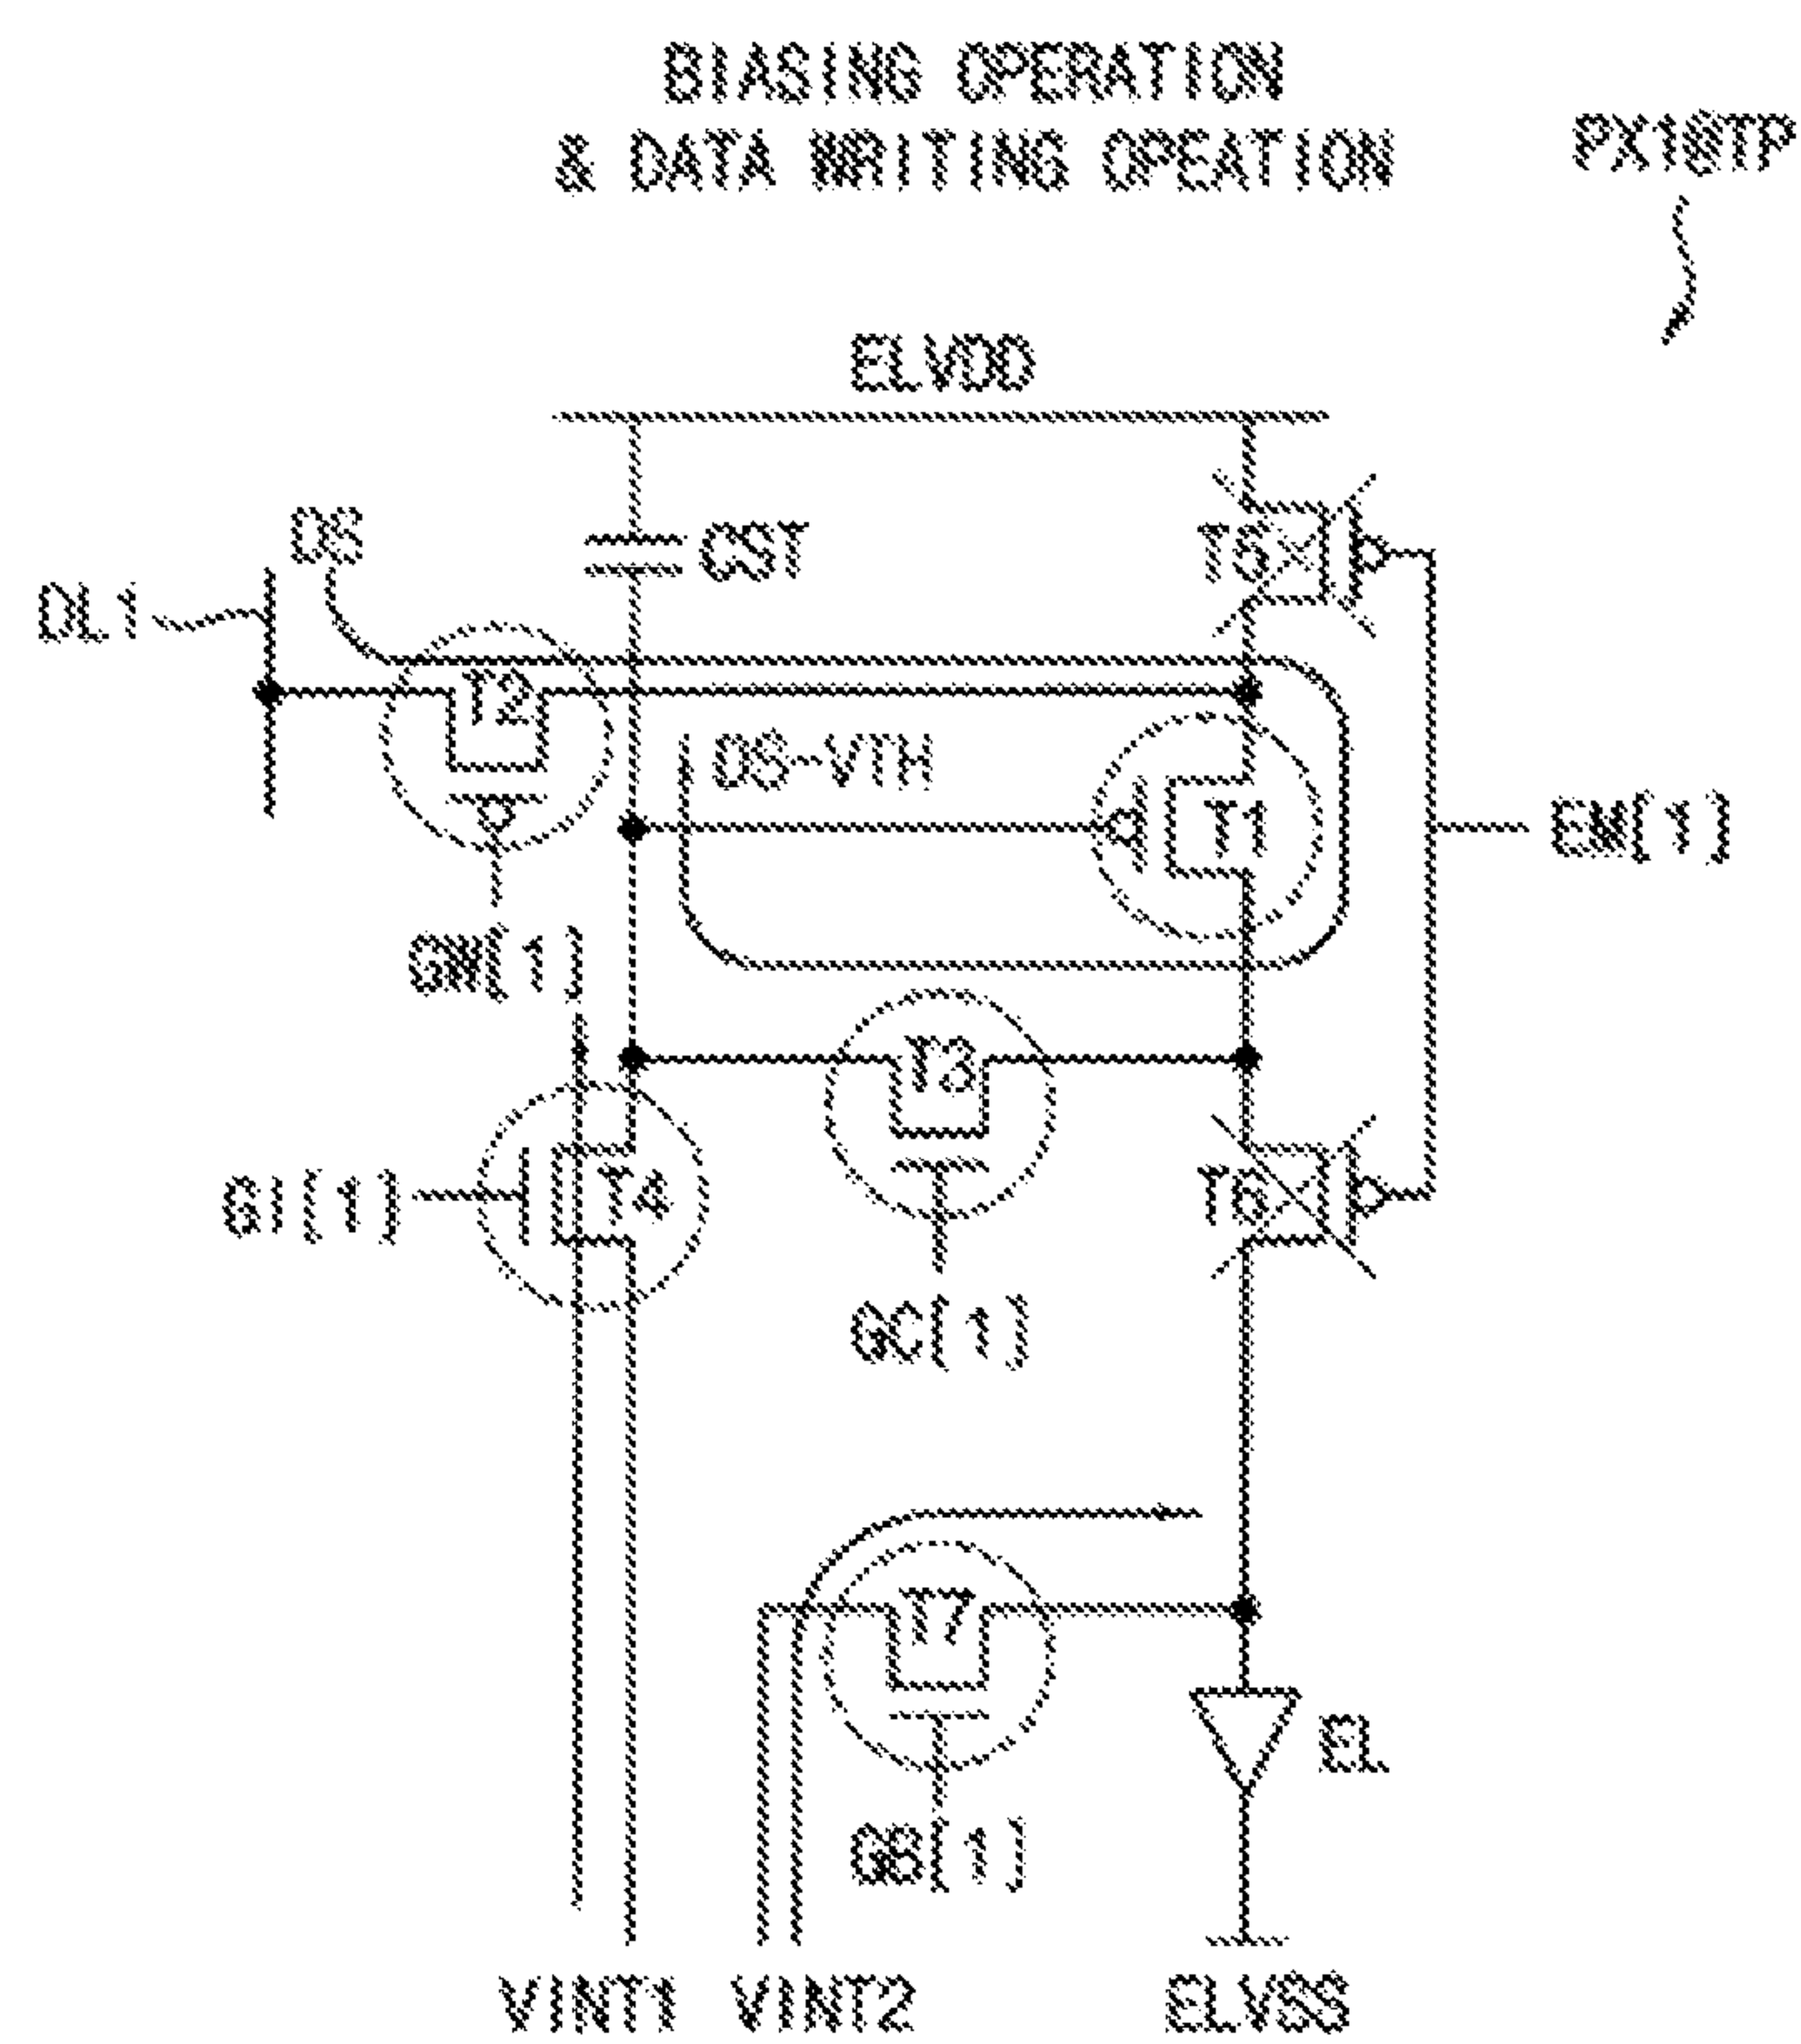 BIASING OPERATION
& DATA WRITING OPEATION
PX1STP
ELVDD
DS
CST
T5
DL1
T2
DS-VTH
T1
EM[1]
GW[1]
T3
GI[1]
T4
T6
GC[1]
T7
EL
GB[1]
VINT1 VINT2 ELVSS